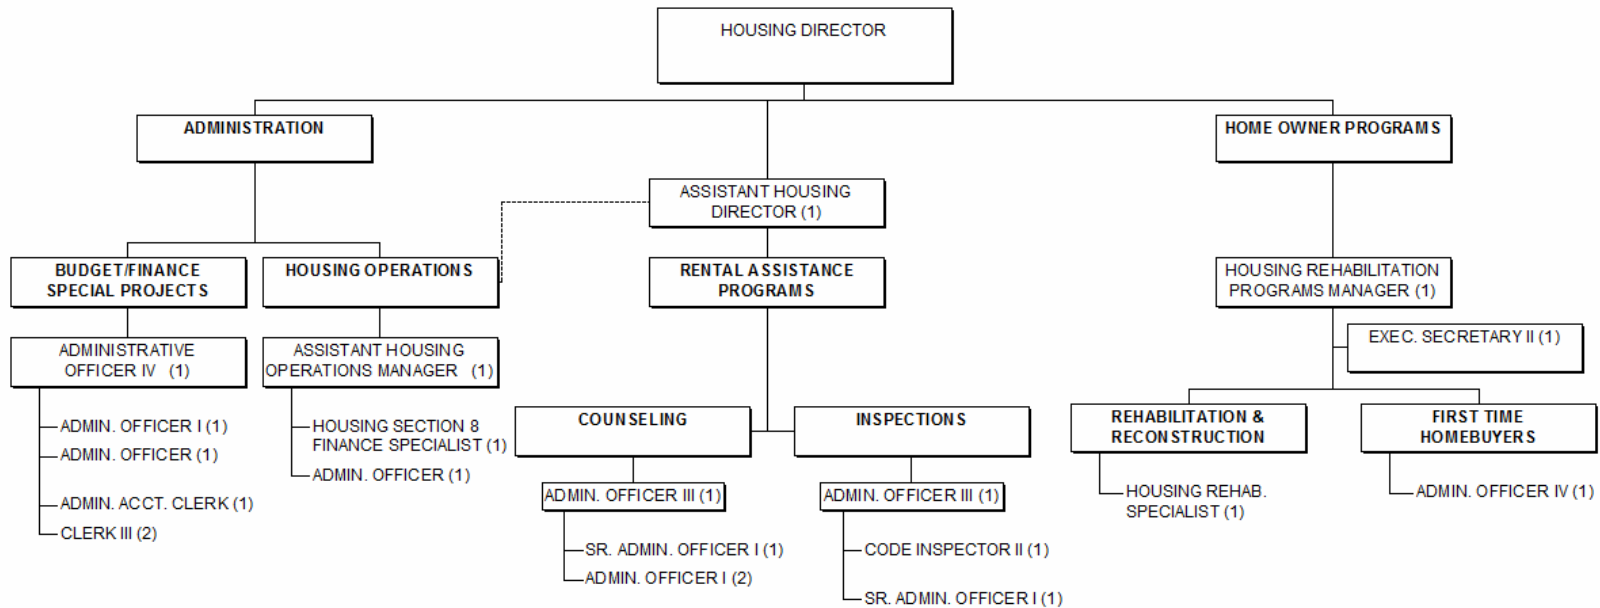 HOUSING DIRECTOR
ADMINISTRATION
HOME OWNER PROGRAMS
ASSISTANT HOUSING
DIRECTOR (1)
BUDGET/FINANCE
SPECIAL PROJECTS
HOUSING OPERATIONS
RENTAL ASSISTANCE
PROGRAMS
HOUSING REHABILITATION
PROGRAMS MANAGER (1)
ADMINISTRATIVE
OFFICER IV (1)
ASSISTANT HOUSING
OPERATIONS MANAGER (1)
EXEC. SECRETARY II (1)
ADMIN. OFFICER I (1)
ADMIN. OFFICER (1)
ADMIN. ACCT. CLERK (1)
CLERK III (2)
HOUSING SECTION 8
FINANCE SPECIALIST (1)
ADMIN. OFFICER (1)
COUNSELING
INSPECTIONS
REHABILITATION &
RECONSTRUCTION
FIRST TIME
HOMEBUYERS
ADMIN. OFFICER III (1)
SR. ADMIN. OFFICER I (1)
ADMIN. OFFICER I (2)
ADMIN. OFFICER III (1)
CODE INSPECTOR II (1)
SR. ADMIN. OFFICER I (1)
HOUSING REHAB.
SPECIALIST (1)
ADMIN. OFFICER IV (1)